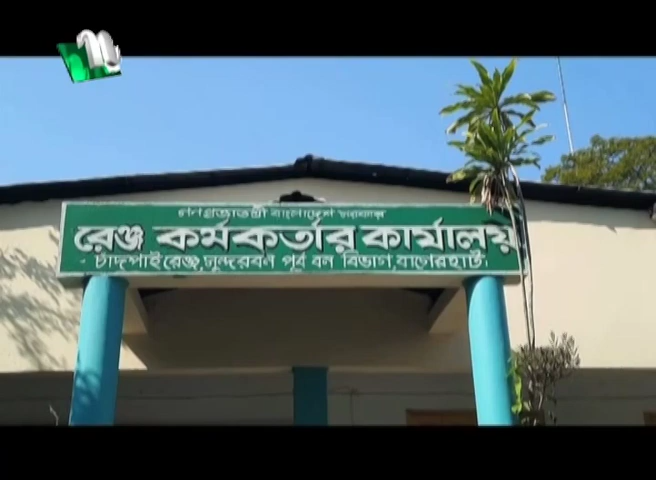 গণপ্রজাতন্ত্রী বাংলাদেশ সরকার
রেঞ্জ কর্মকর্তার কার্যালয়
চাঁদপাই রেঞ্জ, সুন্দরবন পূর্ব বন বিভাগ, বাগেরহাট।